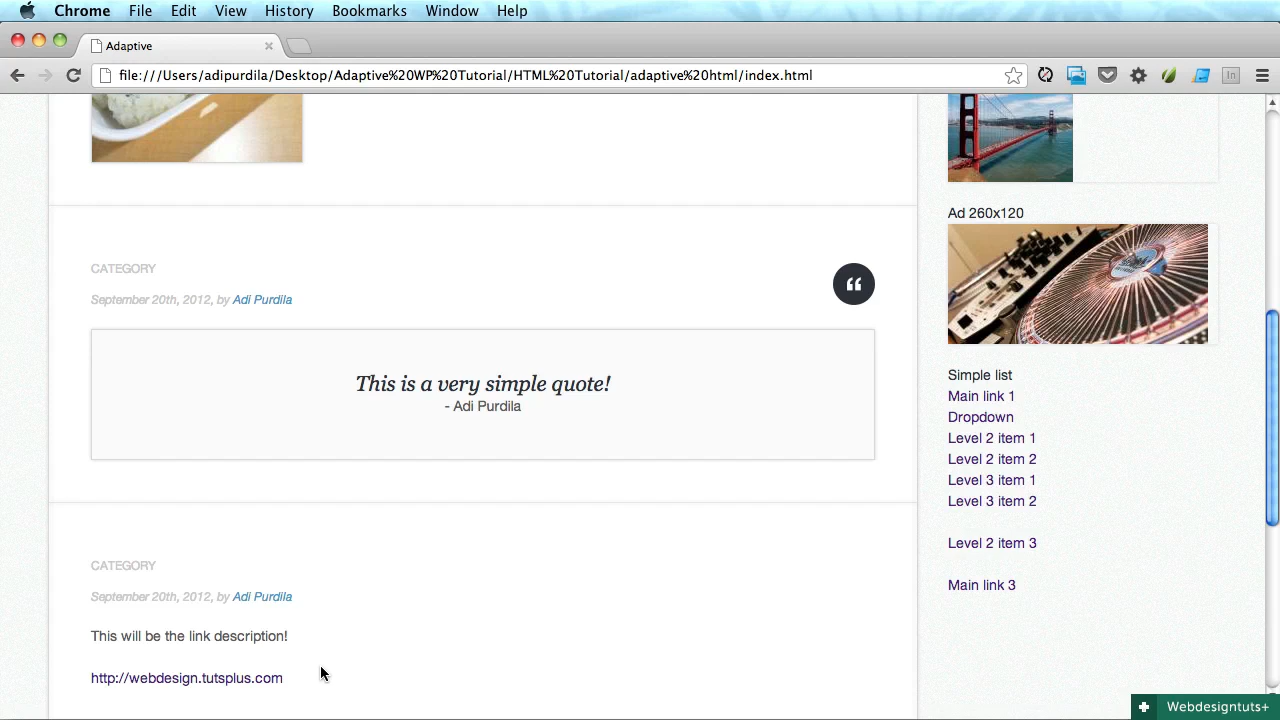 Chrome File Edit View History Bookmarks Window Help
Adaptive
file:///Users/adipurdila/Desktop/Adaptive%20WP%20Tutorial/HTML%20Tutorial/adaptive%20html/index.html
CATEGORY
September 20th, 2012, by Adi Purdila
This is a very simple quote!
- Adi Purdila
CATEGORY
September 20th, 2012, by Adi Purdila
This will be the link description!
http://webdesign.tutsplus.com
Ad 260x120
Simple list
Main link 1
Dropdown
Level 2 item 1
Level 2 item 2
Level 3 item 1
Level 3 item 2
Level 2 item 3
Main link 3
Webdesigntuts+